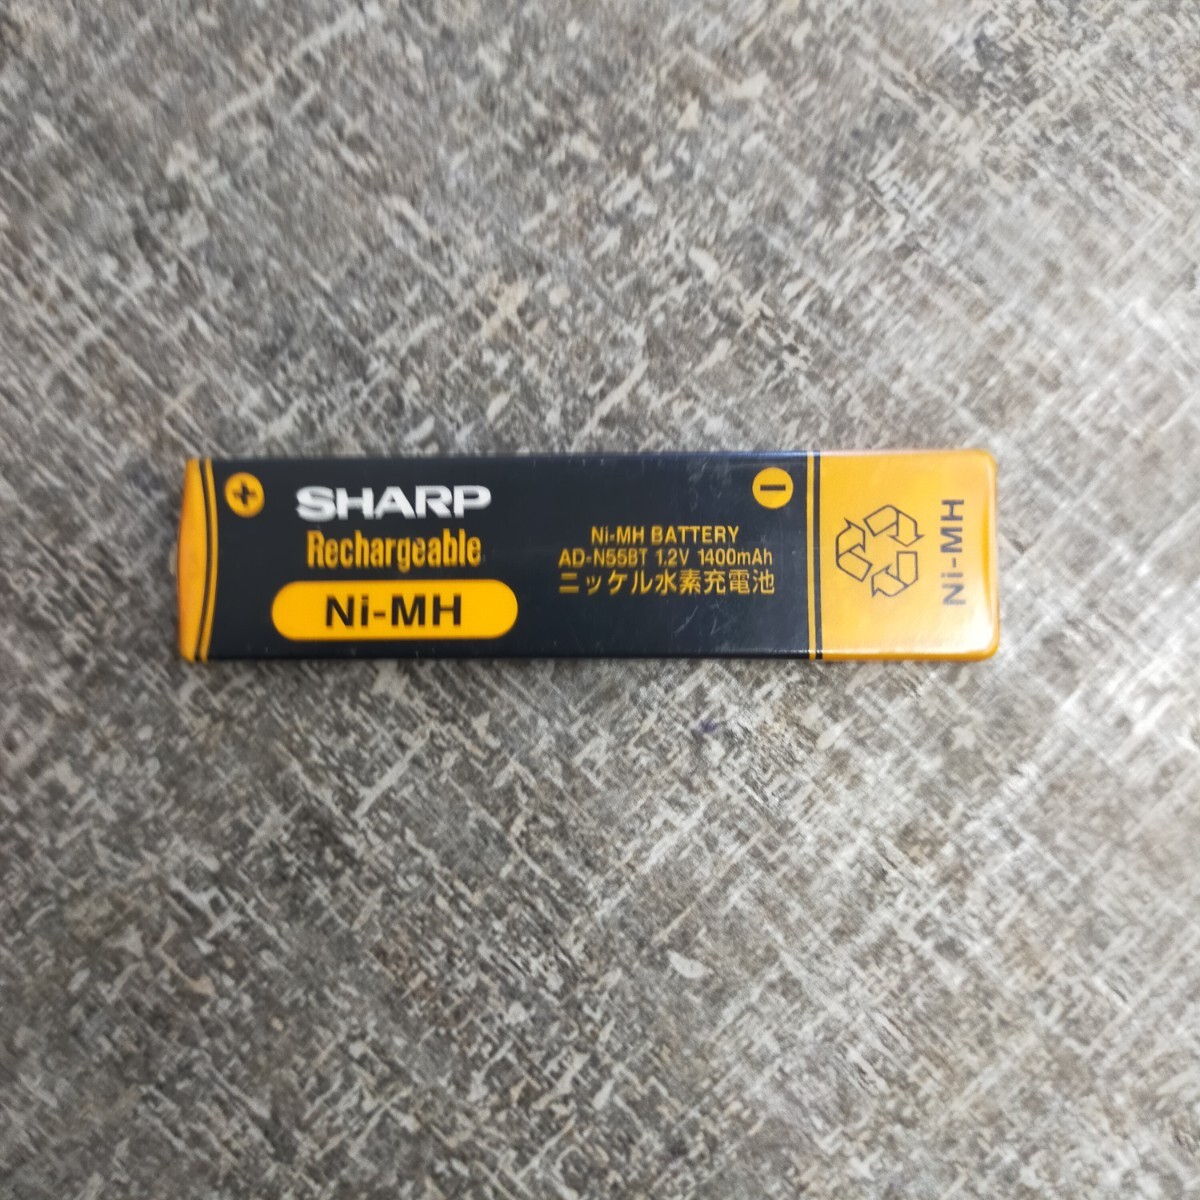 SHARP
Rechargeable
Ni-MH
Ni-MH BATTERY
AD-N55BT 1.2V 1400mAh
ニッケル水素充電池
Ni-MH